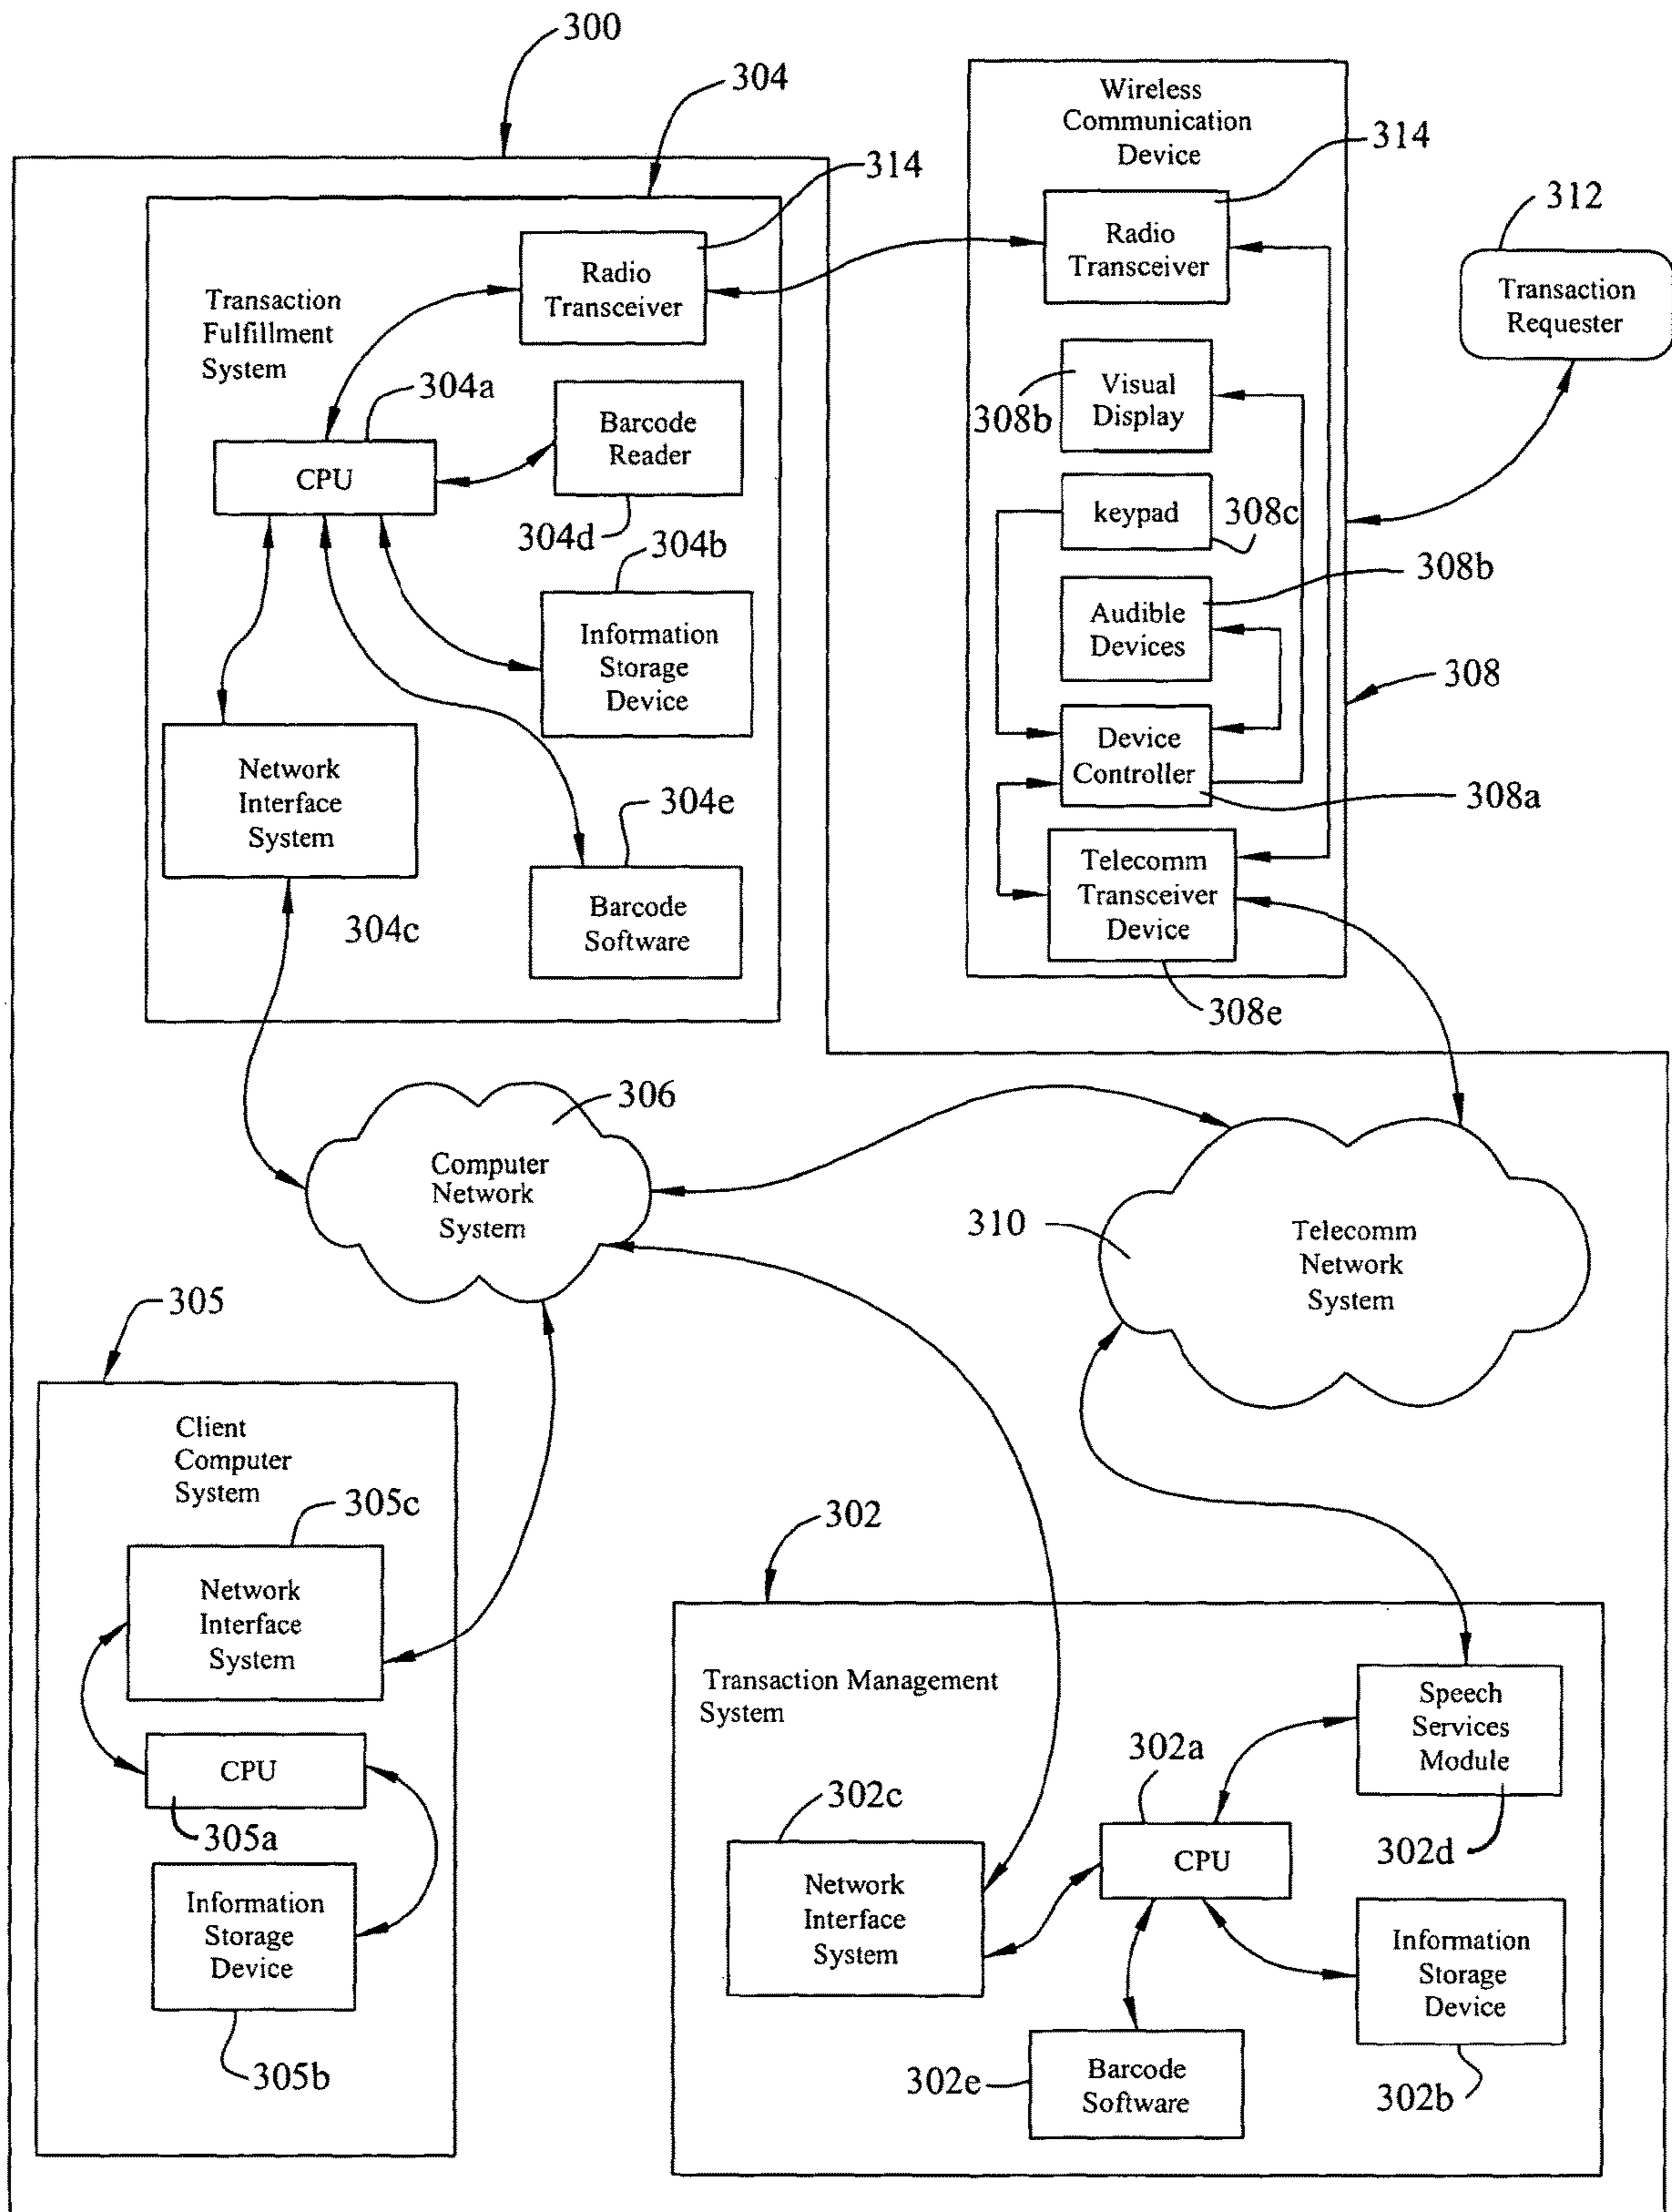 300
304
314
Transaction
Fulfillment
System
Radio
Transceiver
304a
CPU
Barcode
Reader
304d
304b
Information
Storage
Device
Network
Interface
System
304c
304e
Barcode
Software
Wireless
Communication
Device
314
Radio
Transceiver
308b
Visual
Display
keypad
308c
Audible
Devices
308b
308
Device
Controller
308a
Telecomm
Transceiver
Device
308e
312
Transaction
Requester
306
Computer
Network
System
310
Telecomm
Network
System
305
Client
Computer
System
305c
Network
Interface
System
CPU
305a
Information
Storage
Device
305b
302
Transaction Management
System
302c
Network
Interface
System
302a
CPU
Speech
Services
Module
302d
Information
Storage
Device
302b
302e
Barcode
Software